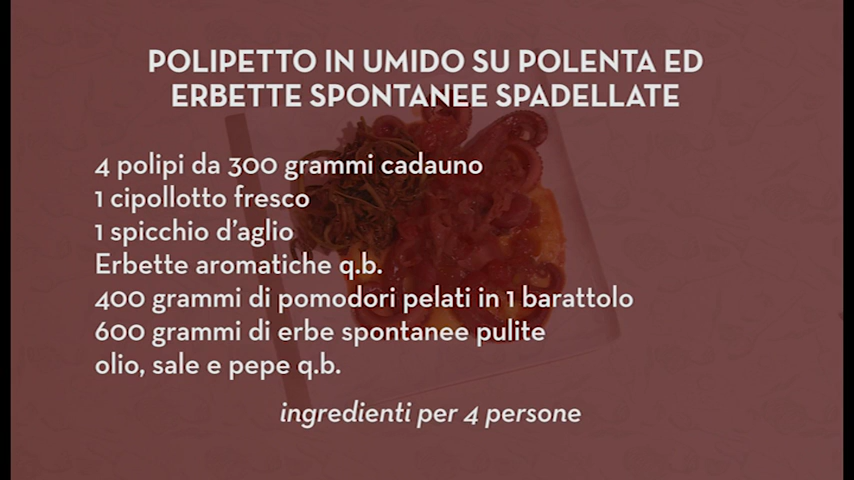 POLIPETTO IN UMIDO SU POLENTA ED
ERBETTE SPONTANEE SPADELLATE
4 polipi da 300 grammi cadauno
1 cipollotto fresco
1 spicchio d'aglio
Erbette aromatiche q.b.
400 grammi di pomodori pelati in 1 barattolo
600 grammi di erbe spontanee pulite
olio, sale e pepe q.b.
ingredienti per 4 persone